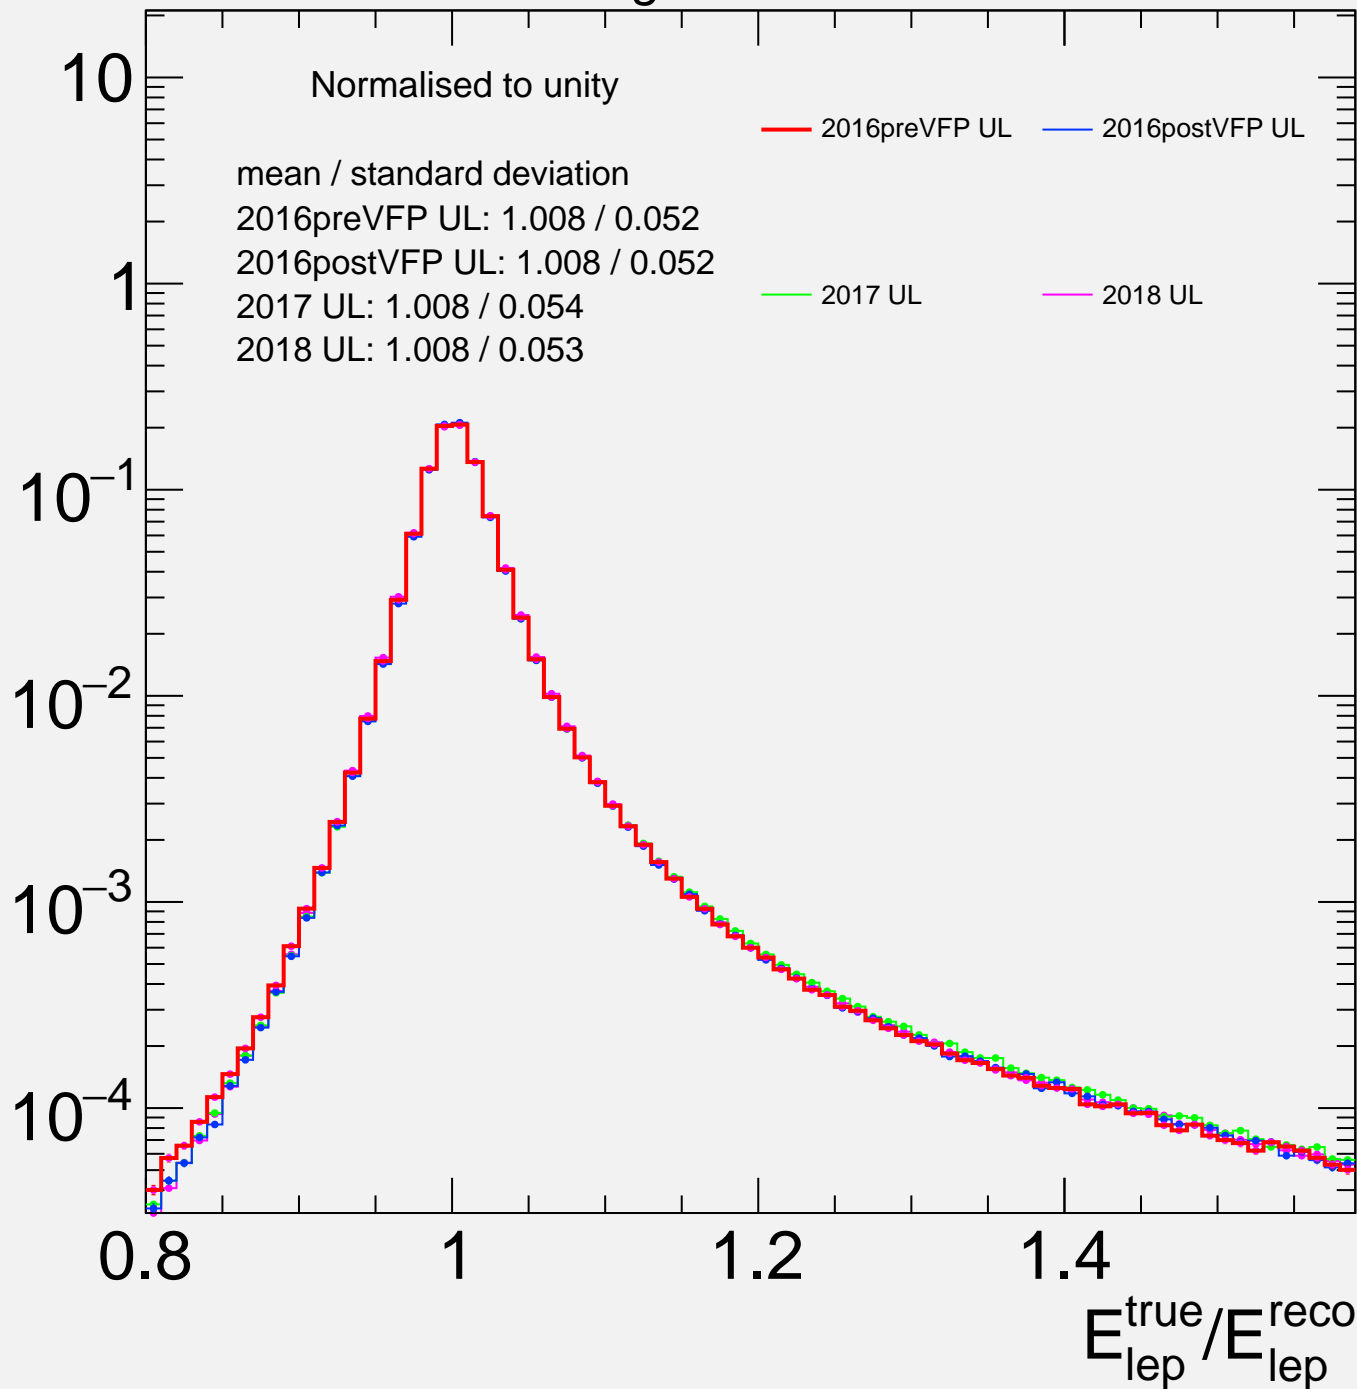 10
Normalised to unity
2016preVFP UL
2016postVFP UL
mean / standard deviation
2016preVFP UL: 1.008 / 0.052
2016postVFP UL: 1.008 / 0.052
2017 UL: 1.008 / 0.054
2018 UL: 1.008 / 0.053
1
2017 UL
2018 UL
10⁻¹
10⁻²
10⁻³
10⁻⁴
0.8 1 1.2 1.4
E_lep^true/E_lep^reco